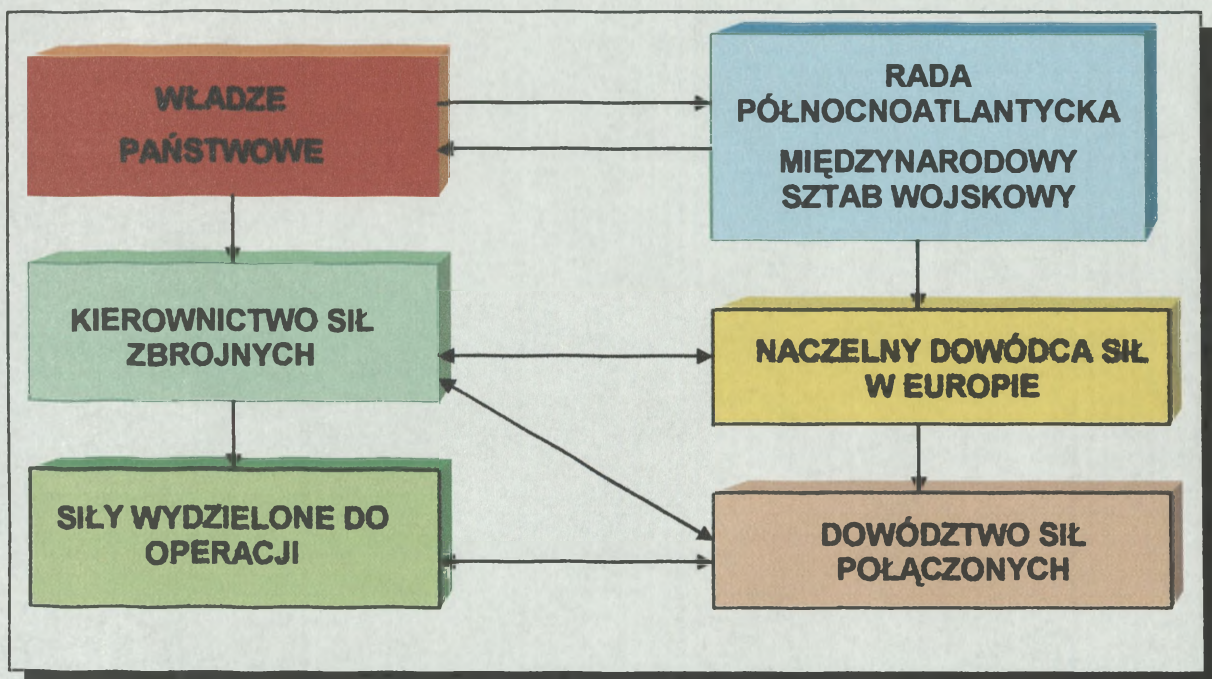 WŁADZE
PAŃSTWOWE
RADA
PÓŁNOCNOATLANTYCKA
MIĘDZYNARODOWY
SZTAB WOJSKOWY
KIEROWNICTWO SIŁ
ZBROJNYCH
NACZELNY DOWÓDCA SIŁ
W EUROPIE
SIŁY WYDZIELONE DO
OPERACJI
DOWÓDZTWO SIŁ
POŁĄCZONYCH